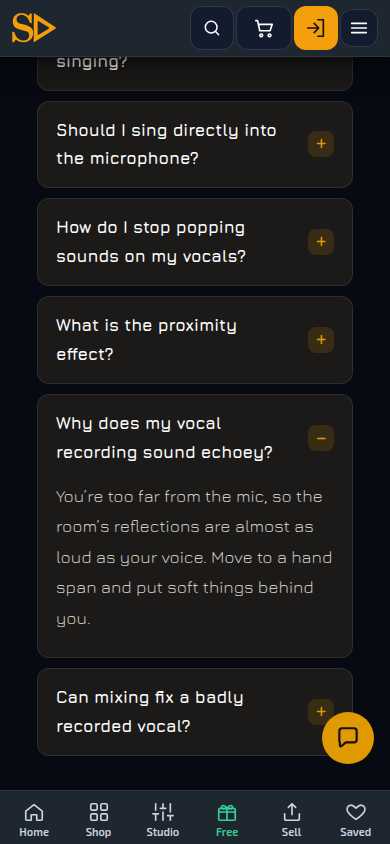 S
singing?
Should I sing directly into
the microphone?
+
How do I stop popping
sounds on my vocals?
+
What is the proximity
effect?
+
Why does my vocal
recording sound echoey?
−
You're too far from the mic, so the
room's reflections are almost as
loud as your voice. Move to a hand
span and put soft things behind
you.
Can mixing fix a badly
recorded vocal?
+
Home Shop Studio Free Sell Saved